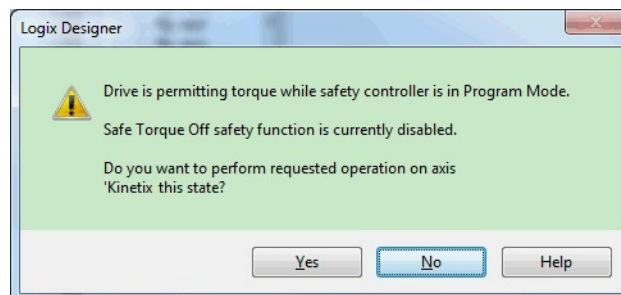 Logix Designer
Drive is permitting torque while safety controller is in Program Mode.
Safe Torque Off safety function is currently disabled.
Do you want to perform requested operation on axis
'Kinetix this state?
Yes
No
Help